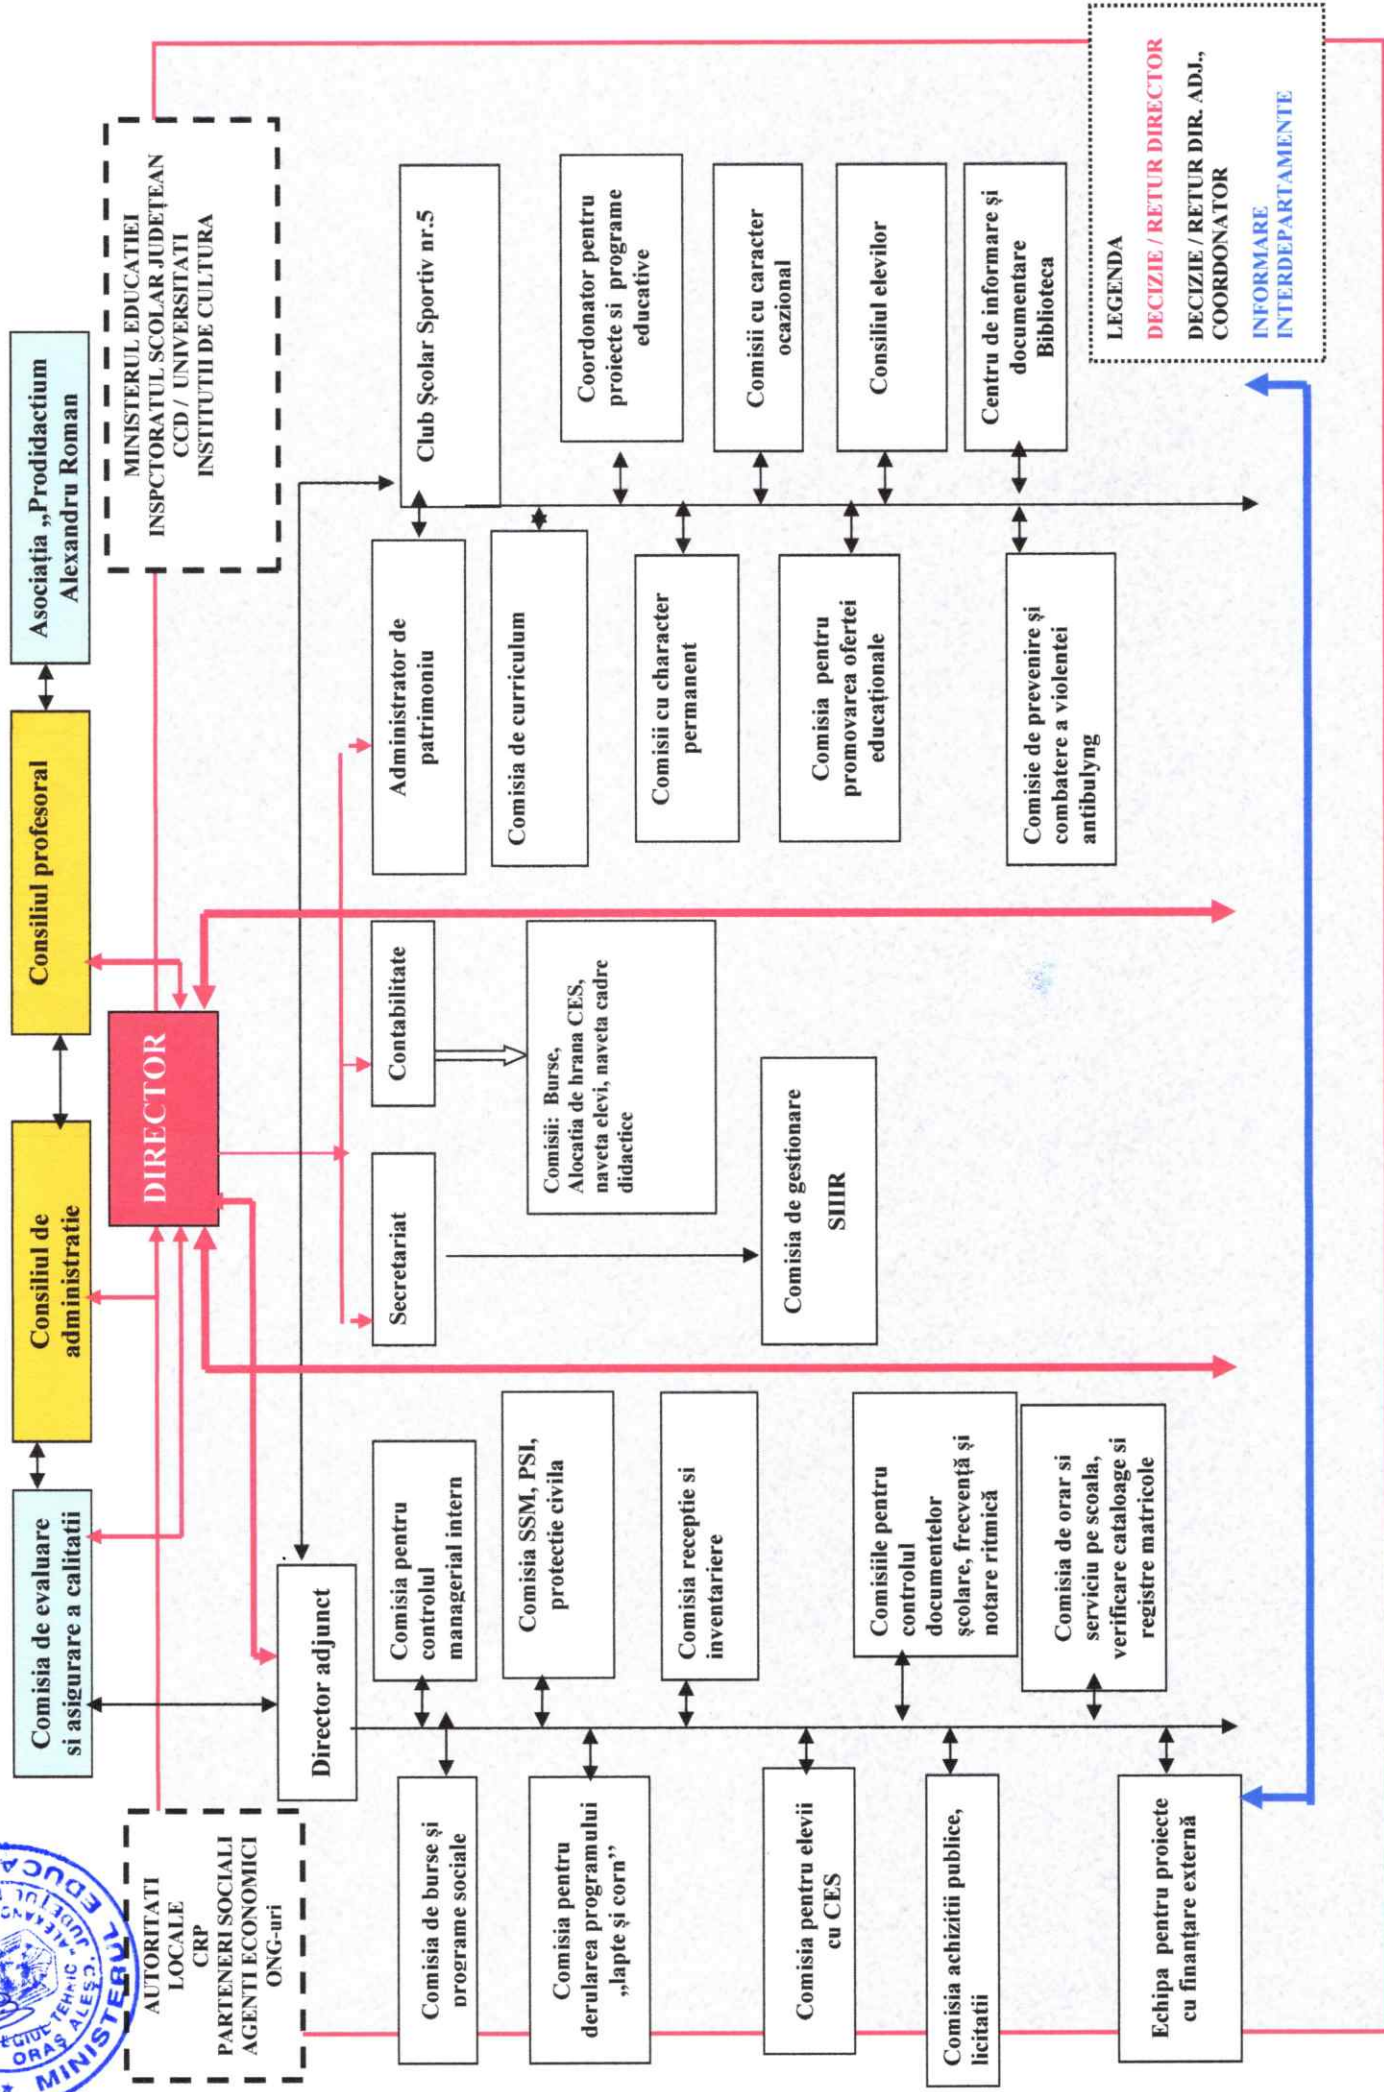 Comisia de evaluare
si asigurare a calitatii
Consiliul de
administratie
Consiliul profesoral
Asociația „Prodidactium
Alexandru Roman
MINISTERUL EDUCA
EGIUL TEHNIC "ALEXAND
ORAȘ ALEȘD, JUDEȚUL
AUTORITATI
LOCALE
CRP
PARTENERI SOCIALI
AGENTI ECONOMICI
ONG-uri
DIRECTOR
MINISTERUL EDUCATIEI
INSPCTORATUL SCOLAR JUDEȚEAN
CCD / UNIVERSITATI
INSTITUTII DE CULTURA
Director adjunct
Comisia de burse și
programe sociale
Comisia pentru
controlul
managerial intern
Comisia pentru
derularea programului
„lapte și corn”
Comisia SSM, PSI,
protectie civila
Comisia receptie si
inventariere
Comisia pentru elevii
cu CES
Comisiile pentru
controlul
documentelor
școlare, frecvență și
notare ritmică
Comisia achizitii publice,
licitatii
Comisia de orar si
serviciu pe scoala,
verificare cataloage si
registre matricole
Echipa pentru proiecte
cu finanțare externă
Secretariat
Contabilitate
Administrator de
patrimoniu
Comisii: Burse,
Alocatia de hrana CES,
naveta elevi, naveta cadre
didactice
Comisia de gestionare
SIIIR
Club Școlar Sportiv nr.5
Comisia de curriculum
Coordonator pentru
proiecte si programe
educative
Comisii cu character
permanent
Comisii cu caracter
ocazional
Comisia pentru
promovarea ofertei
educaționale
Consiliul elevilor
Centru de informare și
documentare
Biblioteca
Comisie de prevenire și
combatere a violentei
antibulyng
LEGENDA
DECIZIE / RETUR DIRECTOR
DECIZIE / RETUR DIR. ADJ.,
COORDONATOR
INFORMARE
INTERDEPARTAMENTE